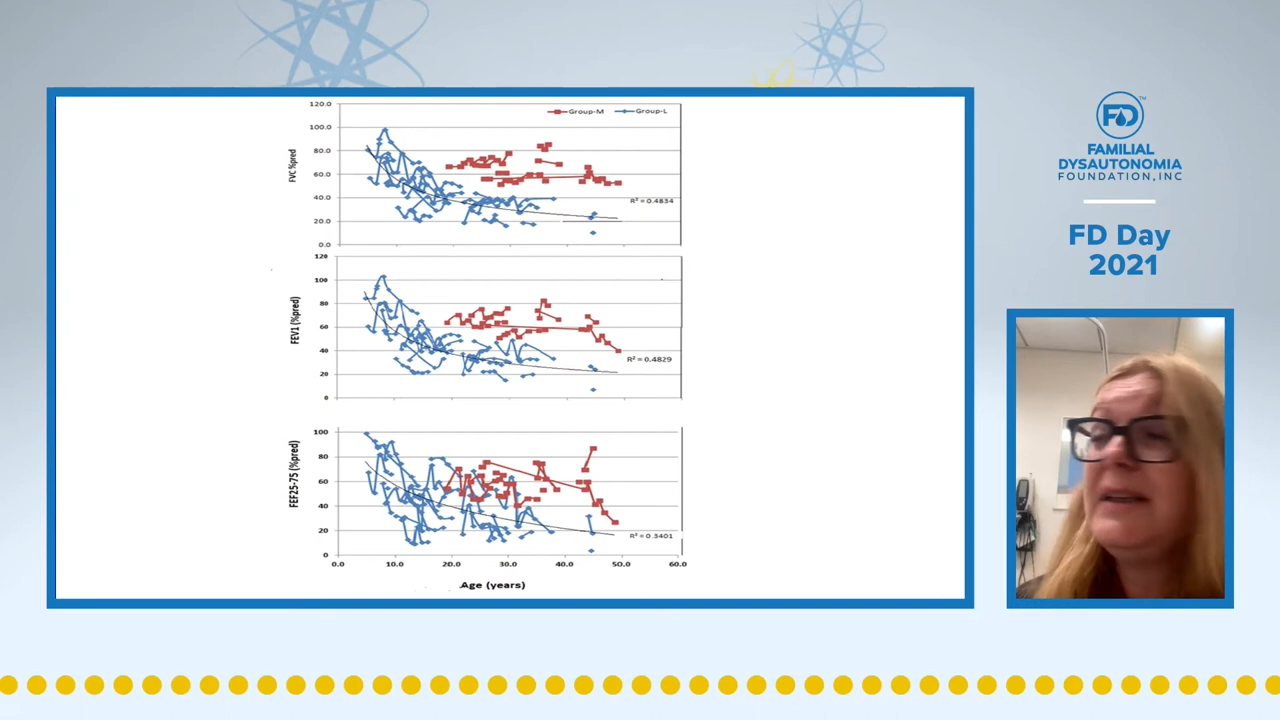 Group-M Group-L
FVC %pred
120.0
100.0
80.0
60.0
40.0
20.0
0.0
R² = 0.4834
FEV1 (%pred)
120
100
80
60
40
20
0
R² = 0.4829
FEF25-75 (%pred)
100
80
60
40
20
0
R² = 0.3401
0.0 10.0 20.0 30.0 40.0 50.0 60.0
Age (years)
FD™
FAMILIAL
DYSAUTONOMIA
FOUNDATION, INC
FD Day
2021